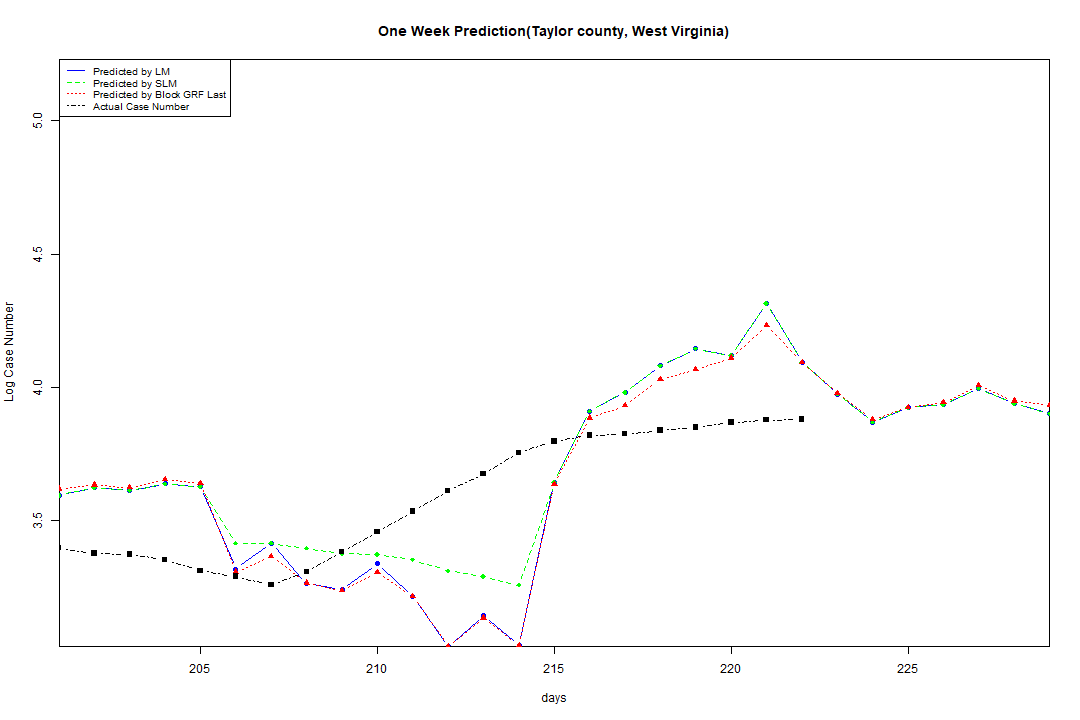 One Week Prediction(Taylor county, West Virginia)
Predicted by LM
Predicted by SLM
Predicted by Block GRF Last
Actual Case Number
5.0
4.5
4.0
3.5
Log Case Number
205 210 215 220 225
days